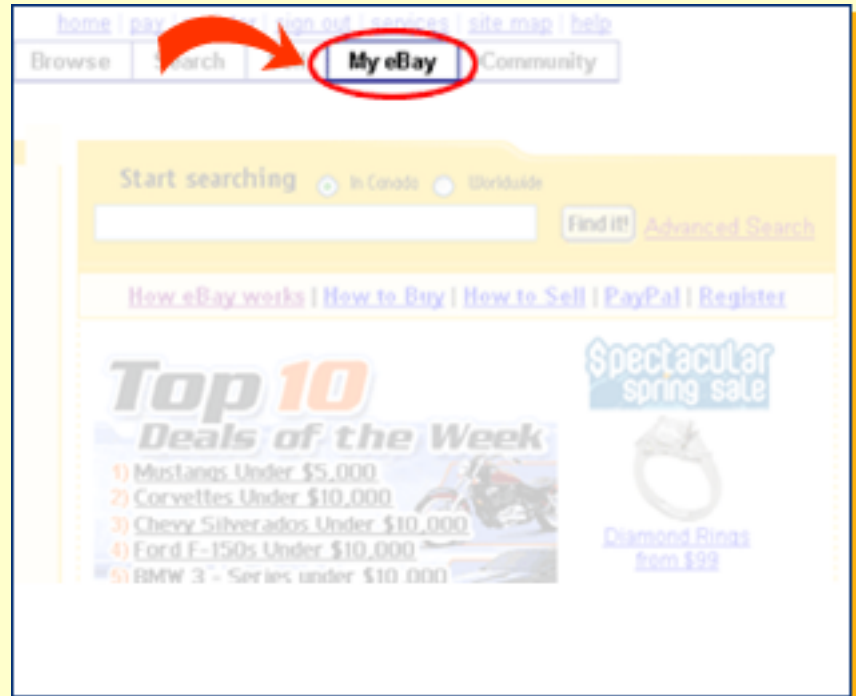 home | pay | sign out | services | site map | help
Browse Search My eBay Community
Start searching In Canada Worldwide
Find it! Advanced Search
How eBay works | How to Buy | How to Sell | PayPal | Register
Top 10
Deals of the Week
$pectacular
spring sale
1) Mustangs Under $5,000
2) Corvettes Under $10,000
3) Chevy Silverados Under $10,000
4) Ford F-150s Under $10,000
5) BMW 3 - Series under $10,000
Diamond Rings
from $99